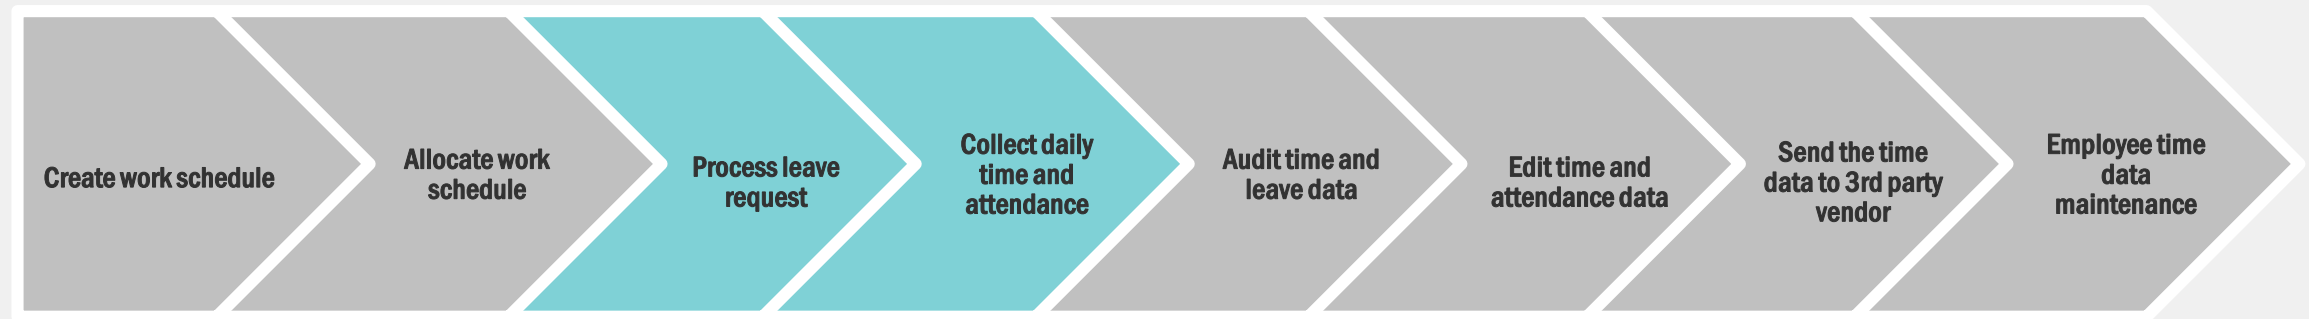 Create work schedule
Allocate work
schedule
Process leave
request
Collect daily
time and
attendance
Audit time and
leave data
Edit time and
attendance data
Send the time
data to 3rd party
vendor
Employee time
data
maintenance